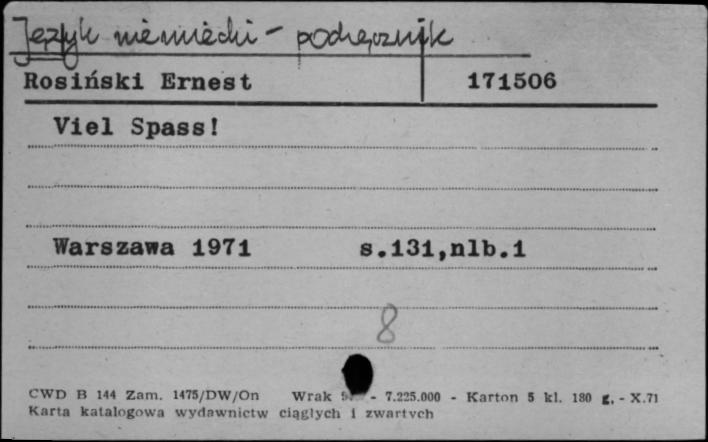 Język niemiecki - podręcznik
Rosiński Ernest 171506
Viel Spass!
Warszawa 1971 s.131,nlb.1
8
CWD B 144 Zam. 1475/DW/On Wrak - 7.225.000 - Karton 5 kl. 180 g. - X.71
Karta katalogowa wydawnictw ciągłych i zwartych